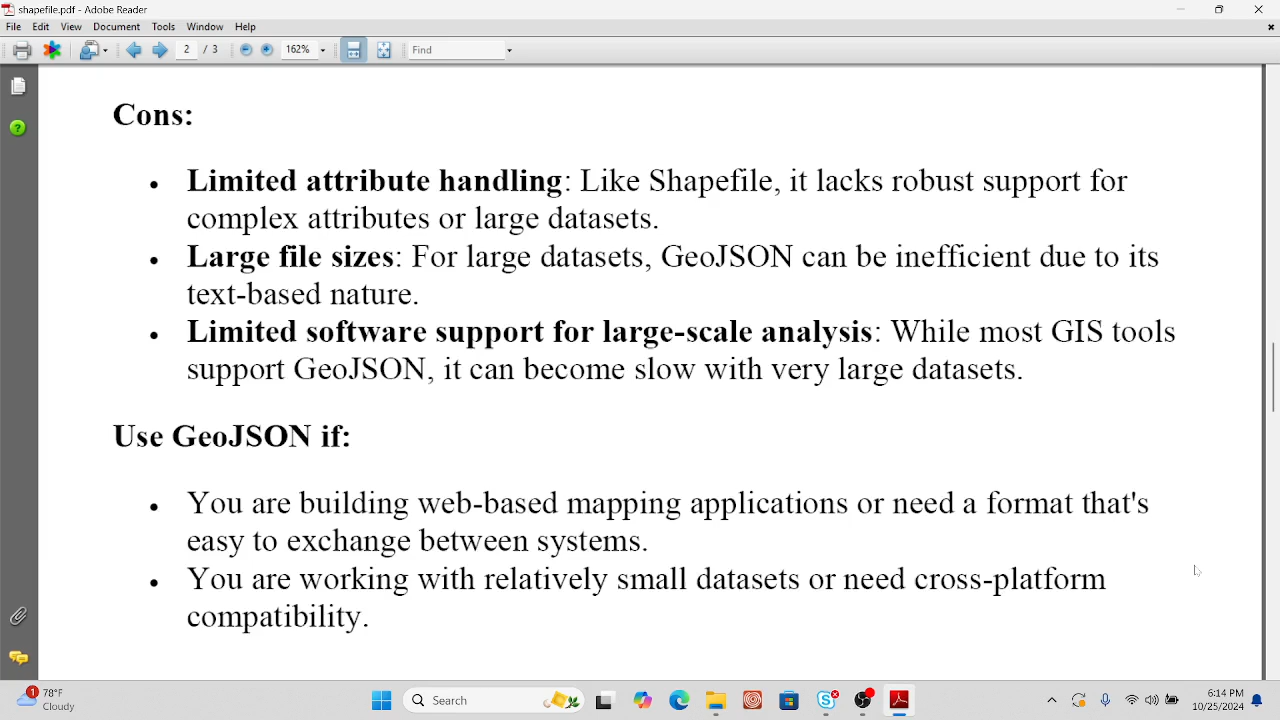 shapefile.pdf - Adobe Reader
File Edit View Document Tools Window Help
2 / 3 162% Find
Cons:
• Limited attribute handling: Like Shapefile, it lacks robust support for
complex attributes or large datasets.
• Large file sizes: For large datasets, GeoJSON can be inefficient due to its
text-based nature.
• Limited software support for large-scale analysis: While most GIS tools
support GeoJSON, it can become slow with very large datasets.
Use GeoJSON if:
• You are building web-based mapping applications or need a format that's
easy to exchange between systems.
• You are working with relatively small datasets or need cross-platform
compatibility.
1 78°F
Cloudy
Search
6:14 PM
10/25/2024